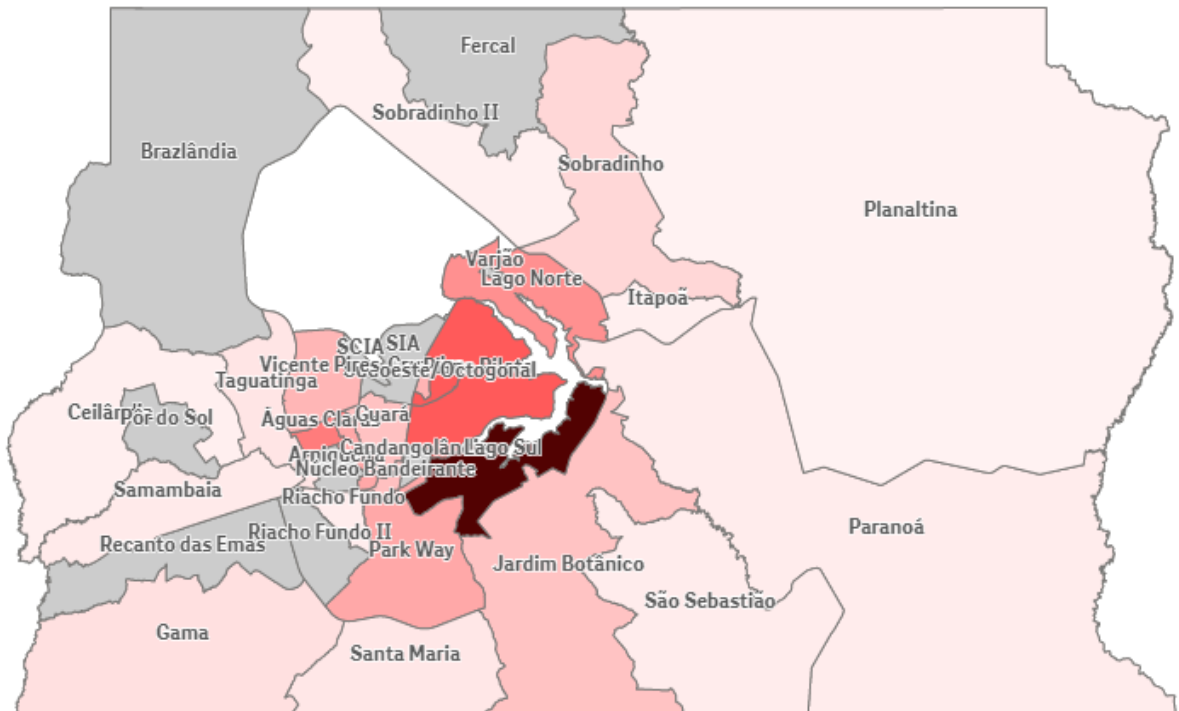 Fercal
Sobradinho II
Brazlândia
Sobradinho
Planaltina
Varjão
Lago Norte
Itapoã
SCIA
SIA
Vicente Pires
Taguatinga
Guará
Águas Claras
Pôr do Sol
Lago Sul
Núcleo Bandeirante
Samambaia
Riacho Fundo
Paranoá
Riacho Fundo II
Recanto das Emas
Park Way
Jardim Botânico
São Sebastião
Gama
Santa Maria